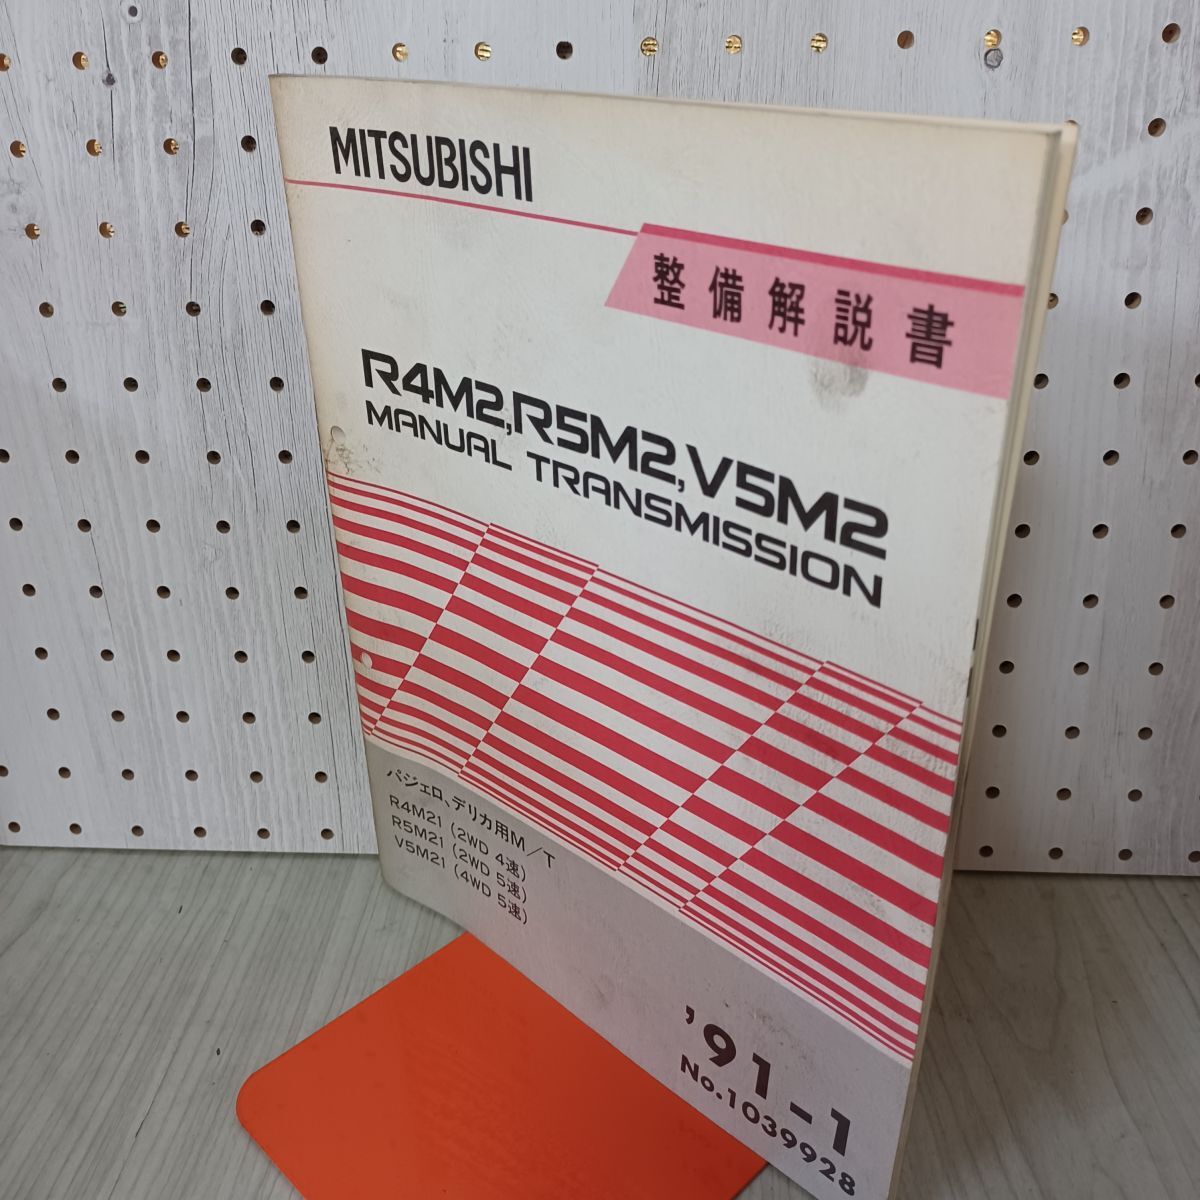 MITSUBISHI
整備解説書
R4M2,R5M2,V5M2
MANUAL TRANSMISSION
パジェロ、デリカ用M/T
R4M21 (2WD 4速)
R5M21 (2WD 5速)
V5M21 (4WD 5速)
'91-1
No.1039928